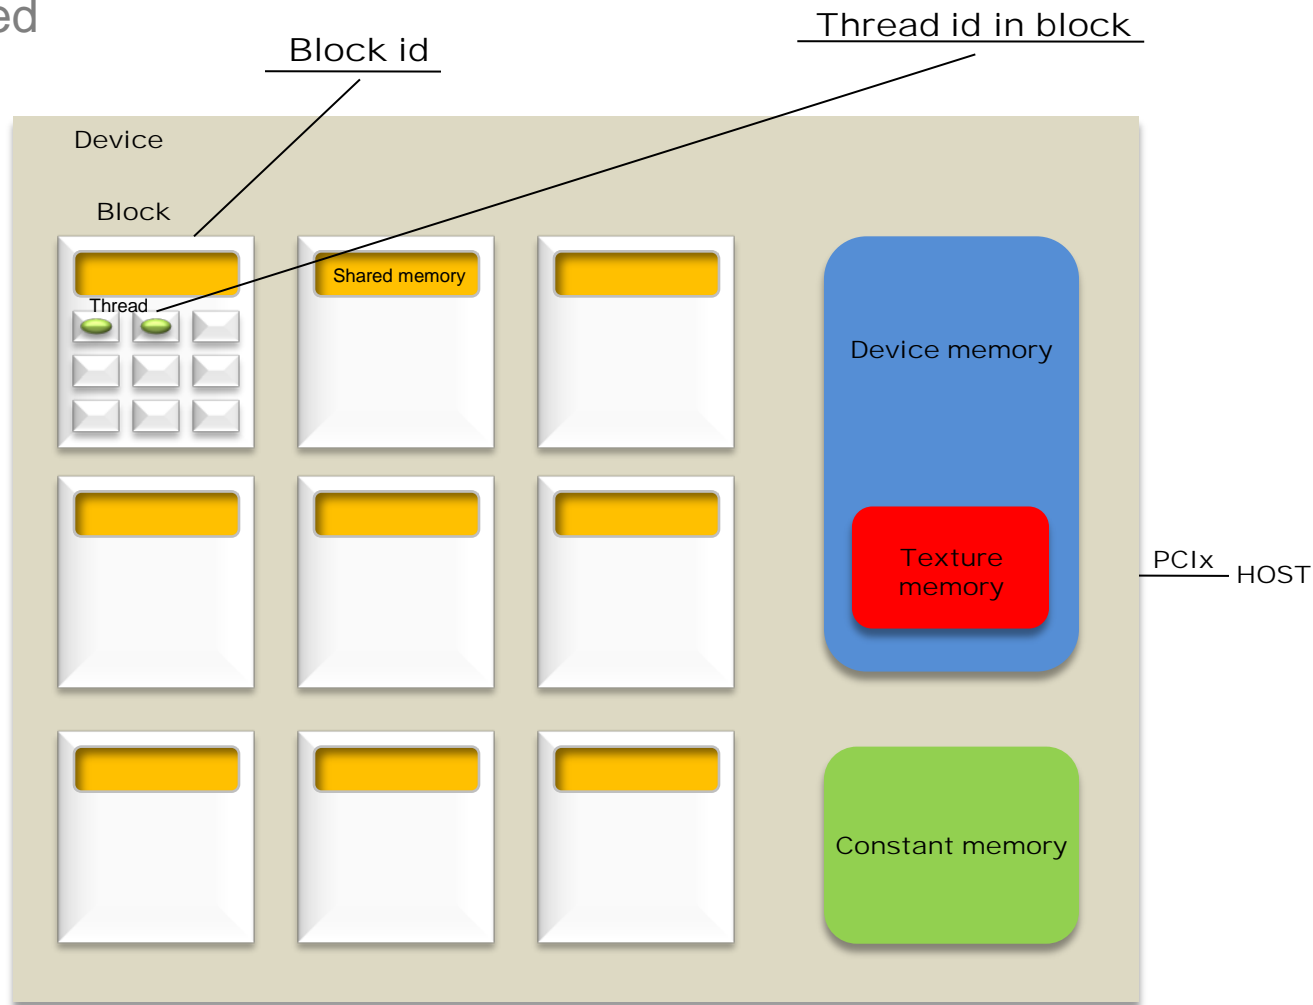 ed
Thread id in block
Block id
Device
Block
Shared memory
Thread
Device memory
Texture
memory
PCIx
HOST
Constant memory